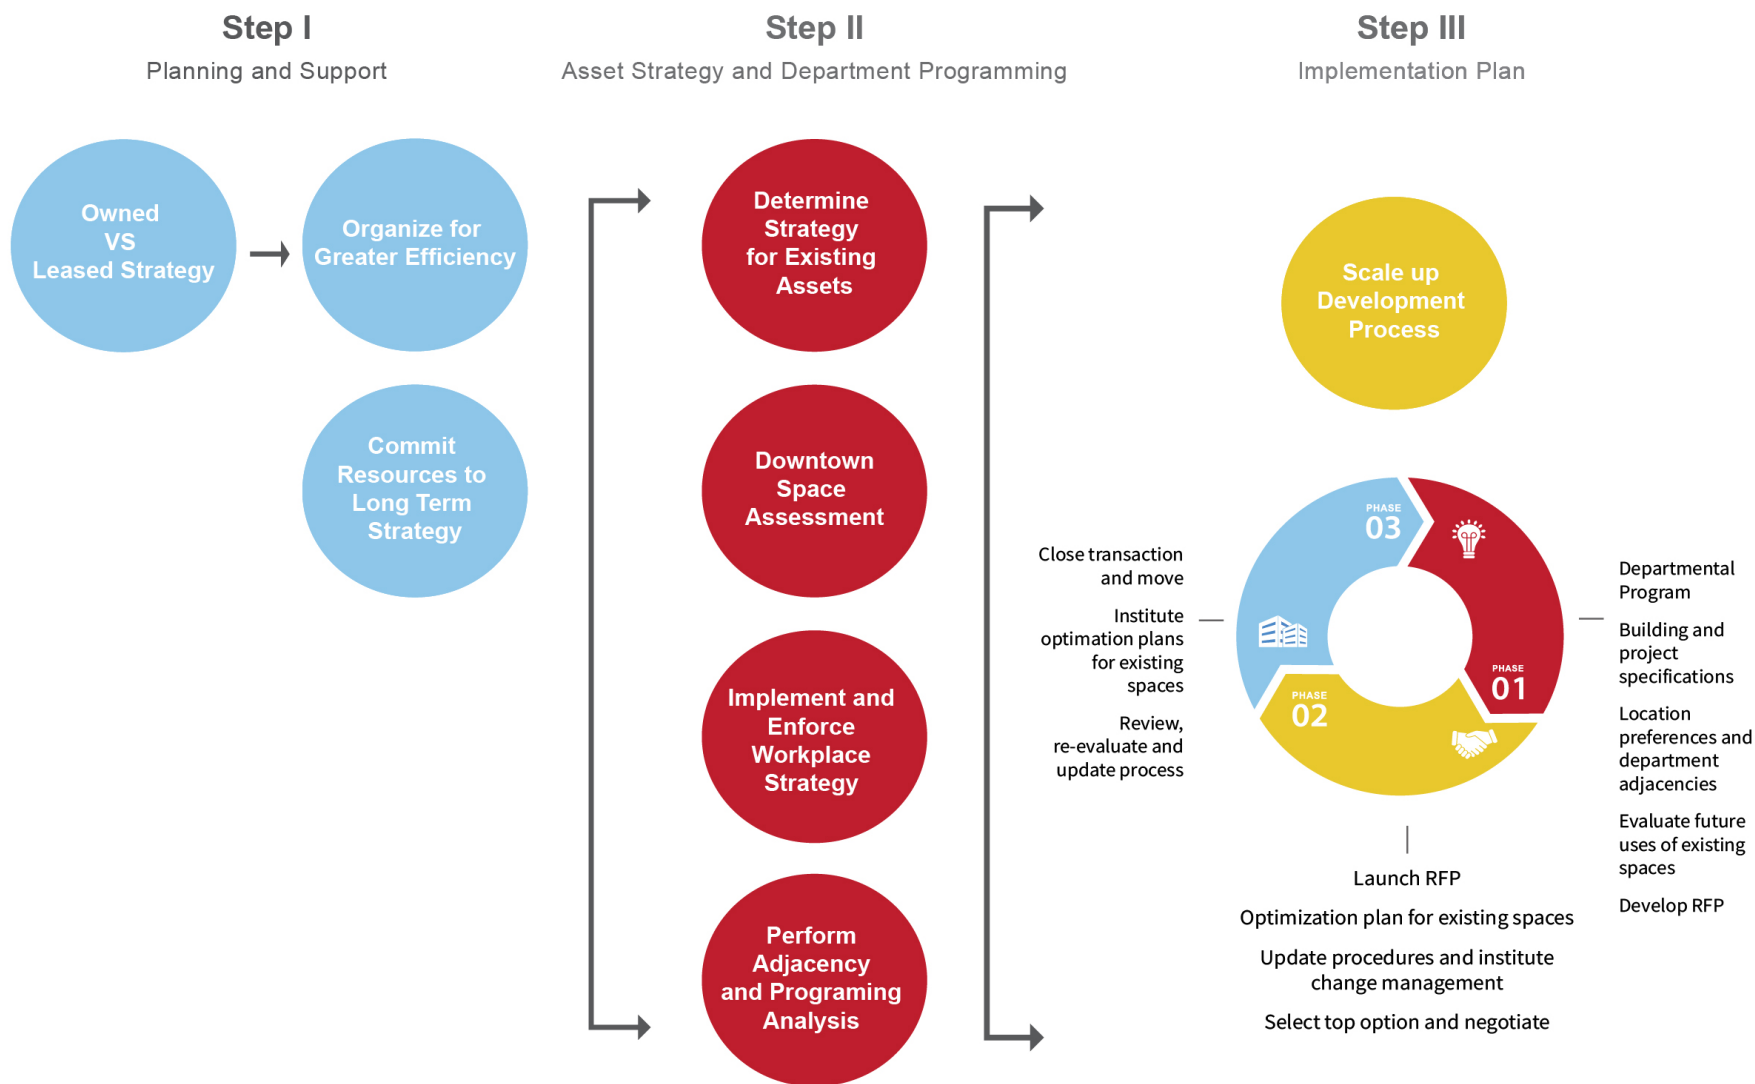 Step I
Planning and Support
Owned
VS
Leased Strategy
Organize for
Greater Efficiency
Commit
Resources to
Long Term
Strategy
Step II
Asset Strategy and Department Programming
Determine
Strategy
for Existing
Assets
Downtown
Space
Assessment
Implement and
Enforce
Workplace
Strategy
Perform
Adjacency
and Programing
Analysis
Step III
Implementation Plan
Scale up
Development
Process
PHASE
01
Departmental
Program
Building and
project
specifications
Location
preferences and
department
adjacencies
Evaluate future
uses of existing
spaces
Develop RFP
PHASE
02
Launch RFP
Optimization plan for existing spaces
Update procedures and institute
change management
Select top option and negotiate
PHASE
03
Close transaction
and move
Institute
optimation plans
for existing
spaces
Review,
re-evaluate and
update process